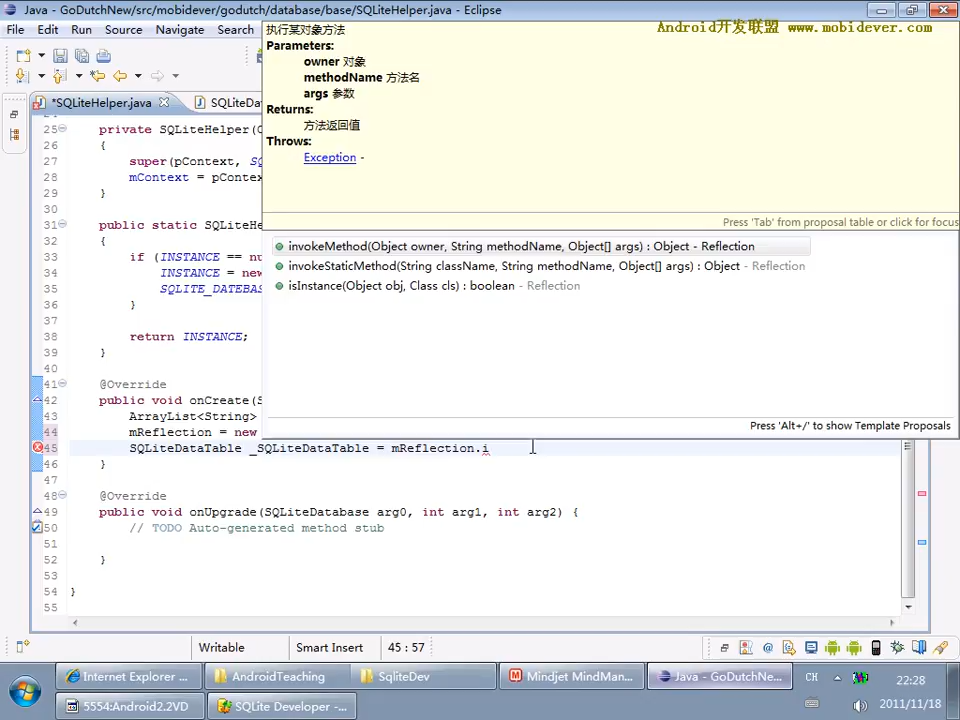 Java - GoDutchNew/src/mobidever/godutch/database/base/SQLiteHelper.java - Eclipse
Android开发联盟 www.mobidever.com
File Edit Run Source Navigate Search
执行某对象方法
Parameters:
owner 对象
methodName 方法名
args 参数
Returns:
方法返回值
Throws:
Exception -
Press 'Tab' from proposal table or click for focus
*SQLiteHelper.java SQLiteDa
invokeMethod(Object owner, String methodName, Object[] args) : Object - Reflection
invokeStaticMethod(String className, String methodName, Object[] args) : Object - Reflection
isInstance(Object obj, Class cls) : boolean - Reflection
Press 'Alt+/' to show Template Proposals
25 private SQLiteHelper(
26 {
27 super(pContext,
28 mContext = pContex
29 }
30
31 public static SQLiteHe
32 {
33 if (INSTANCE == nu
34 INSTANCE = new
35 SQLITE_DATEBAS
36 }
37
38 return INSTANCE;
39 }
40
41 @Override
42 public void onCreate(S
43 ArrayList<String>
44 mReflection = new
45 SQLiteDataTable _SQLiteDataTable = mReflection.i
46 }
47
48 @Override
49 public void onUpgrade(SQLiteDatabase arg0, int arg1, int arg2) {
50 // TODO Auto-generated method stub
51
52 }
53
54 }
55
Writable Smart Insert 45 : 57
Internet Explorer ... AndroidTeaching SqliteDev Mindjet MindMan... Java - GoDutchNe... CH 22:28
5554:Android2.2VD SQLite Developer - ... 2011/11/18